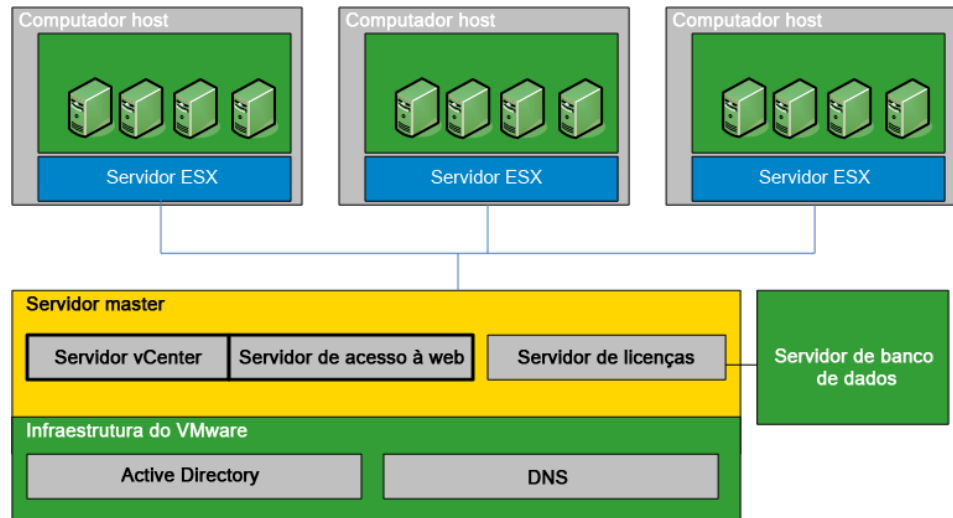 Computador host
Computador host
Computador host
Servidor ESX
Servidor ESX
Servidor ESX
Servidor master
Servidor vCenter
Servidor de acesso à web
Servidor de licenças
Servidor de banco
de dados
Infraestrutura do VMware
Active Directory
DNS